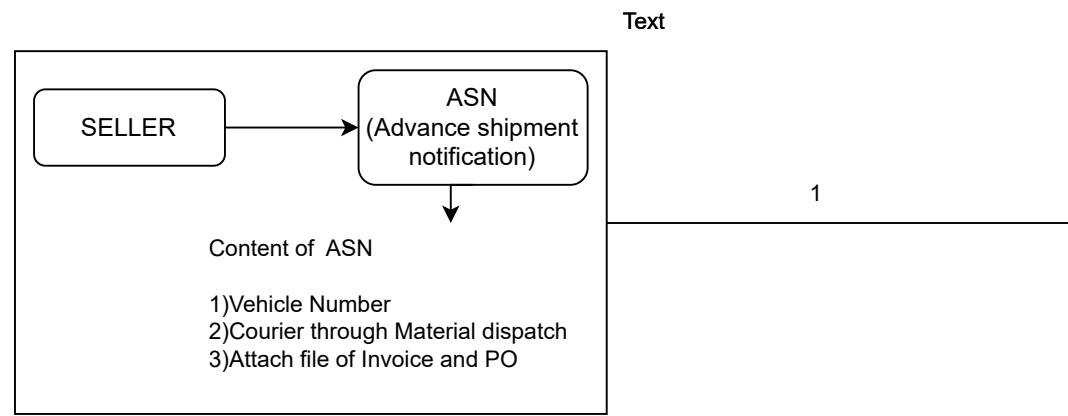 Text
SELLER
ASN
(Advance shipment
notification)
1
Content of  ASN
1)Vehicle Number
2)Courier through Material dispatch
3)Attach file of Invoice and PO